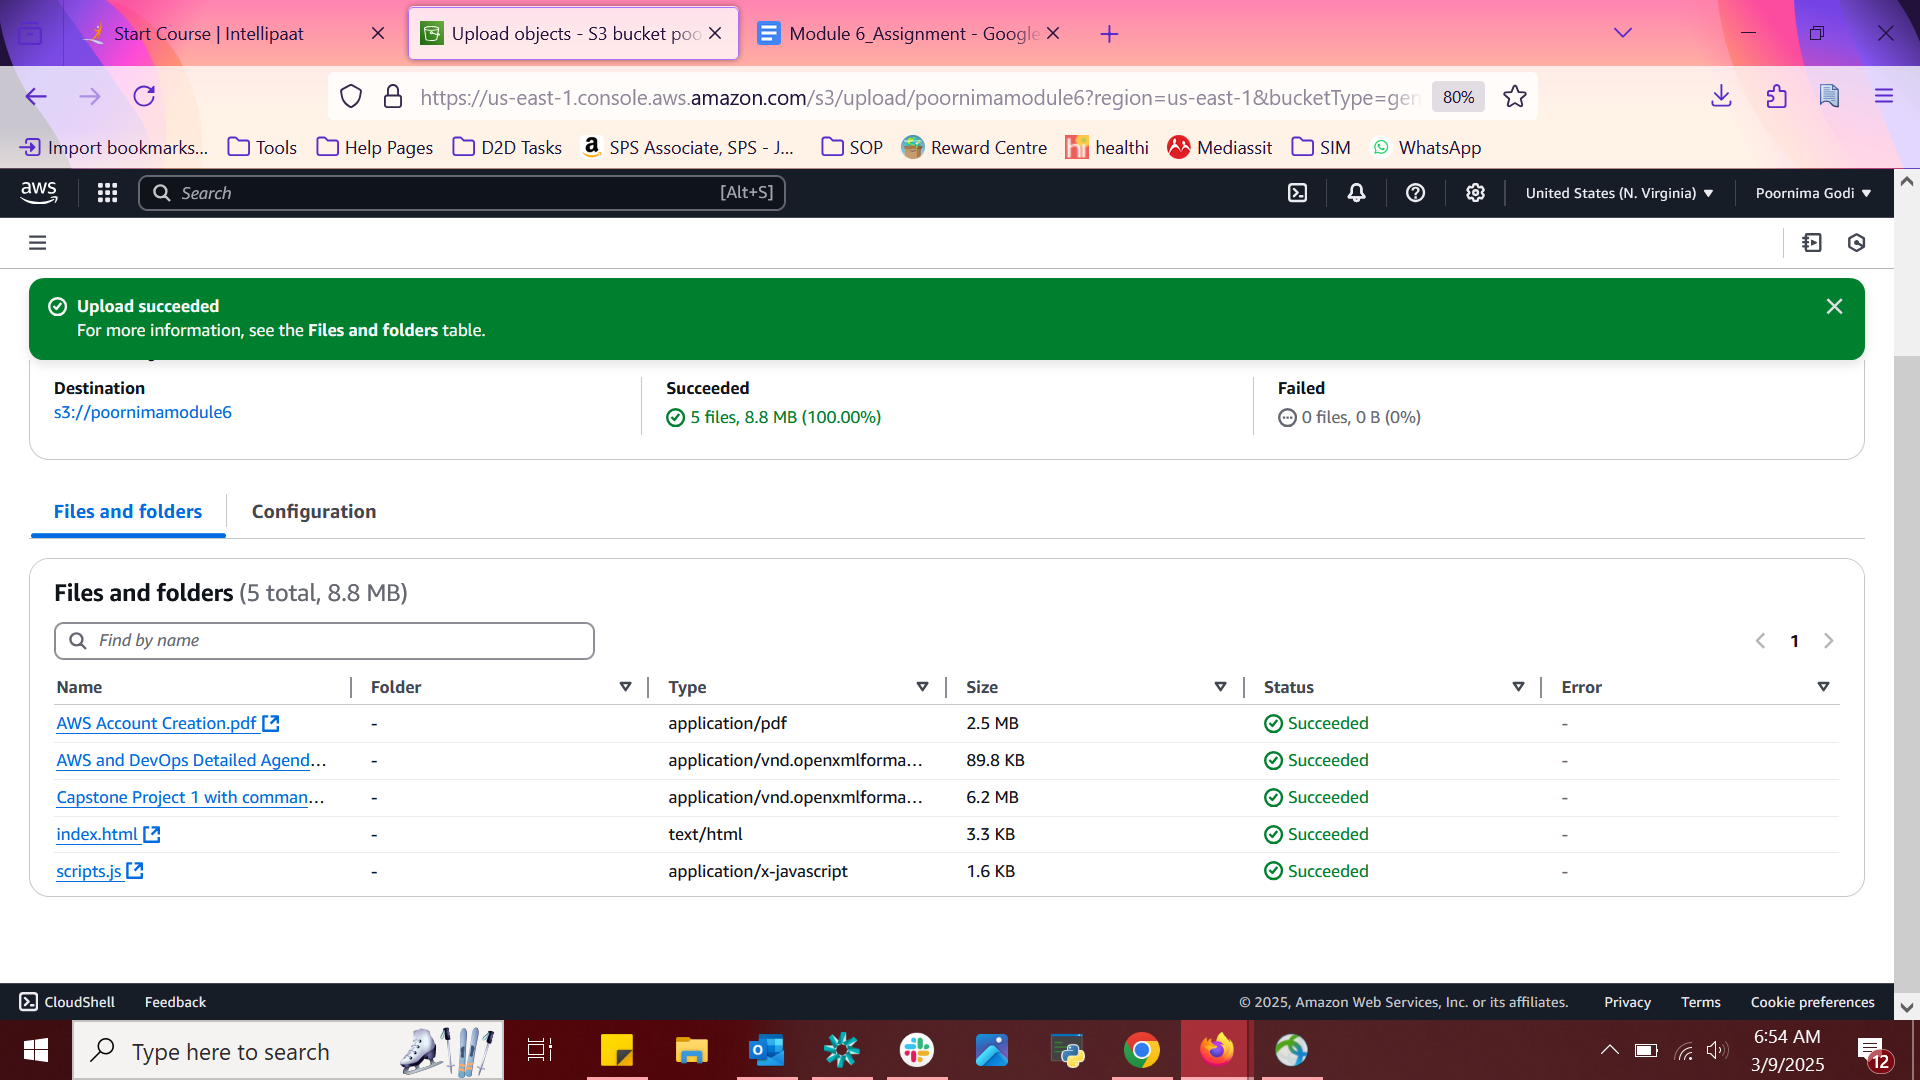 Start Course | Intellipaat
Upload objects - S3 bucket poo
Module 6_Assignment - Google
https://us-east-1.console.aws.amazon.com/s3/upload/poornimamodule6?region=us-east-1&bucketType=gen
80%
Import bookmarks...
Tools
Help Pages
D2D Tasks
SPS Associate, SPS - J...
SOP
Reward Centre
healthi
Mediassit
SIM
WhatsApp
aws
Search
[Alt+S]
United States (N. Virginia)
Poornima Godi
Upload succeeded
For more information, see the Files and folders table.
Destination
s3://poornimamodule6
Succeeded
5 files, 8.8 MB (100.00%)
Failed
0 files, 0 B (0%)
Files and folders
Configuration
Files and folders (5 total, 8.8 MB)
Find by name
1
Name Folder Type Size Status Error
AWS Account Creation.pdf - application/pdf 2.5 MB Succeeded -
AWS and DevOps Detailed Agend... - application/vnd.openxmlforma... 89.8 KB Succeeded -
Capstone Project 1 with comman... - application/vnd.openxmlforma... 6.2 MB Succeeded -
index.html - text/html 3.3 KB Succeeded -
scripts.js - application/x-javascript 1.6 KB Succeeded -
CloudShell Feedback
© 2025, Amazon Web Services, Inc. or its affiliates. Privacy Terms Cookie preferences
Type here to search
6:54 AM
3/9/2025
12